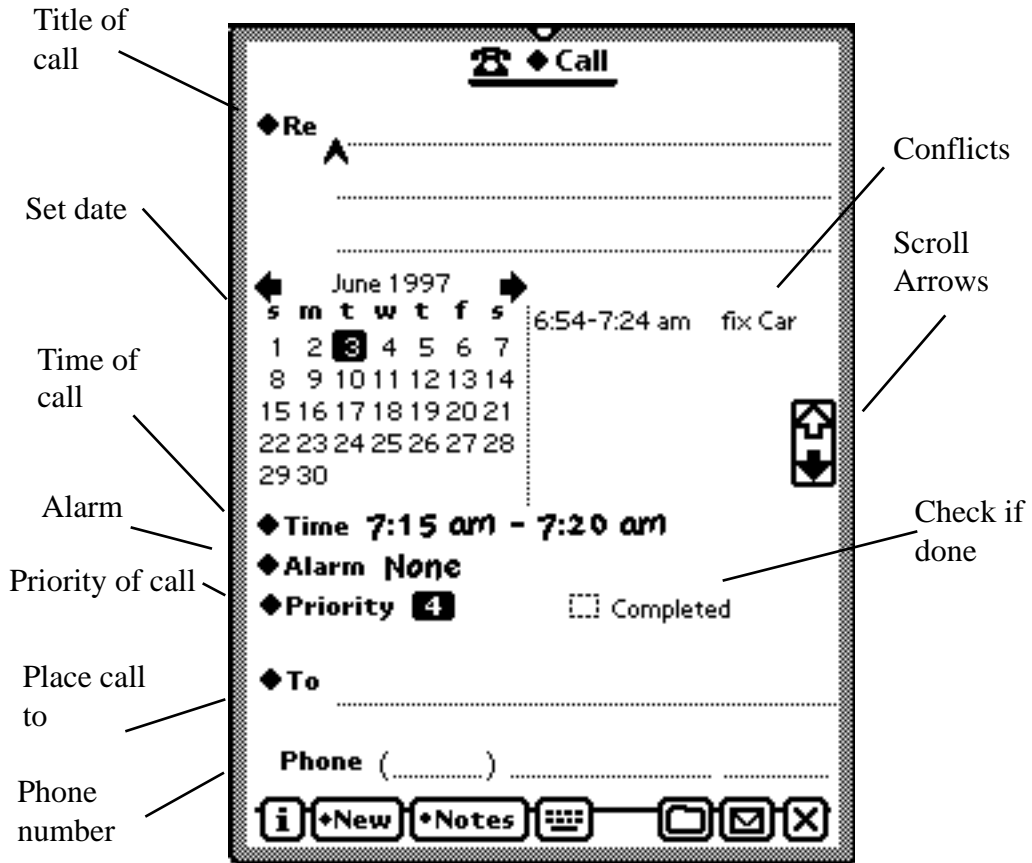 Title of
call
◆Call
◆Re
Conflicts
Set date
Scroll
Arrows
June 1997
s m t w t f s
1 2 3 4 5 6 7
8 9 10 11 12 13 14
15 16 17 18 19 20 21
22 23 24 25 26 27 28
29 30
6:54-7:24 am fix Car
Time of
call
◆Time 7:15 am - 7:20 am
Alarm
◆Alarm None
Check if
done
Priority of call
◆Priority 4
Completed
Place call
to
◆To
Phone ( )
Phone
number
i
◆New
•Notes
X